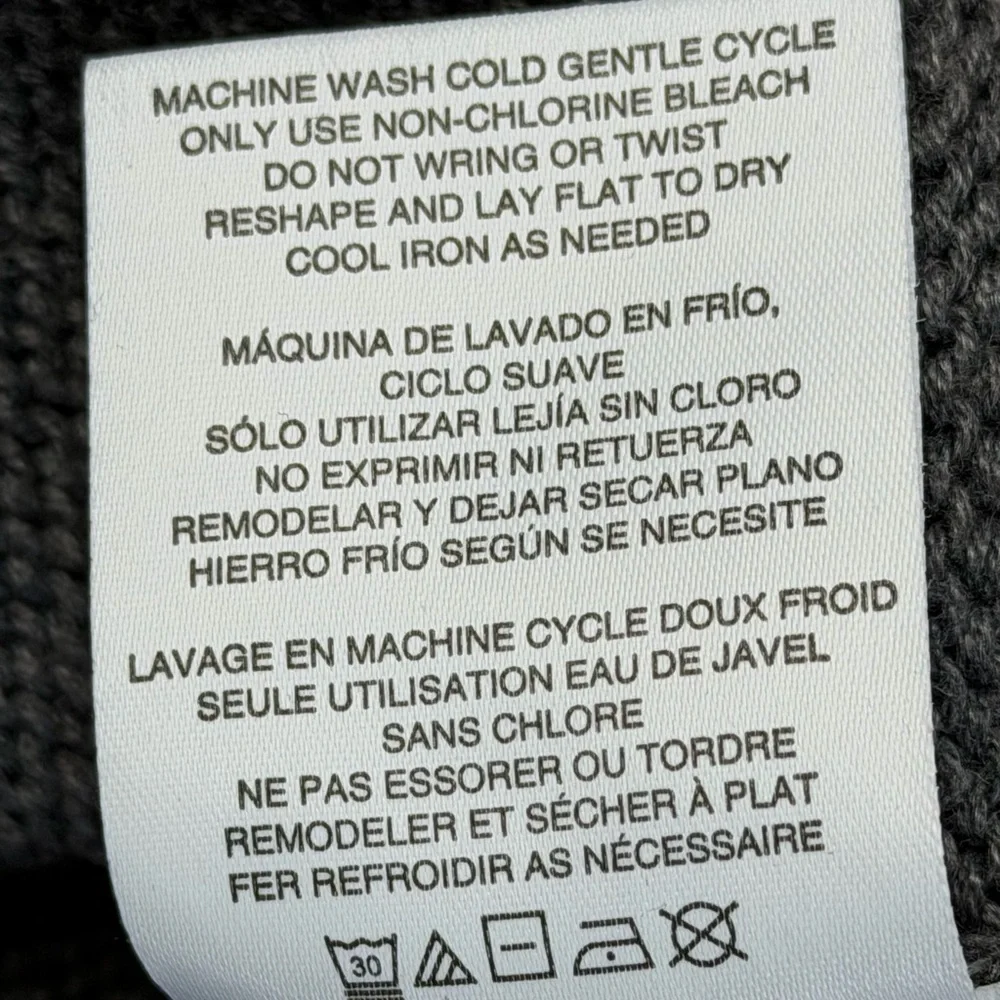 MACHINE WASH COLD GENTLE CYCLE
ONLY USE NON-CHLORINE BLEACH
DO NOT WRING OR TWIST
RESHAPE AND LAY FLAT TO DRY
COOL IRON AS NEEDED
MÁQUINA DE LAVADO EN FRÍO,
CICLO SUAVE
SÓLO UTILIZAR LEJÍA SIN CLORO
NO EXPRIMIR NI RETUERZA
REMODELAR Y DEJAR SECAR PLANO
HIERRO FRÍO SEGÚN SE NECESITE
LAVAGE EN MACHINE CYCLE DOUX FROID
SEULE UTILISATION EAU DE JAVEL
SANS CHLORE
NE PAS ESSORER OU TORDRE
REMODELER ET SÉCHER À PLAT
FER REFROIDIR AS NÉCESSAIRE
30